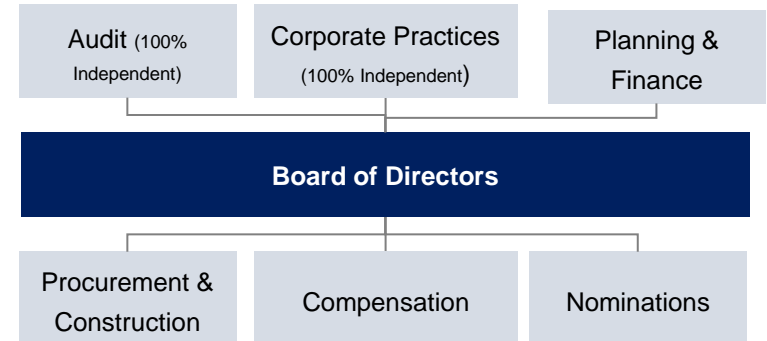 Audit (100%
Independent)
Corporate Practices
(100% Independent)
Planning &
Finance
Board of Directors
Procurement &
Construction
Compensation
Nominations